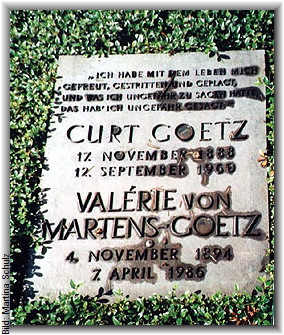 „ICH HABE MIT DEM LEBEN MICH
GEFREUT, GESTRITTEN UND GEPLAGT,
UND WAS ICH UNGEFÄHR ZU SAGEN HATTE,
DAS HAB' ICH UNGEFÄHR GESAGT"
CURT GOETZ
17. NOVEMBER 1888
12. SEPTEMBER 1960
VALÉRIE VON
MARTENS-GOETZ
4. NOVEMBER 1894
7. APRIL 1986
Bild: Martina Schulz